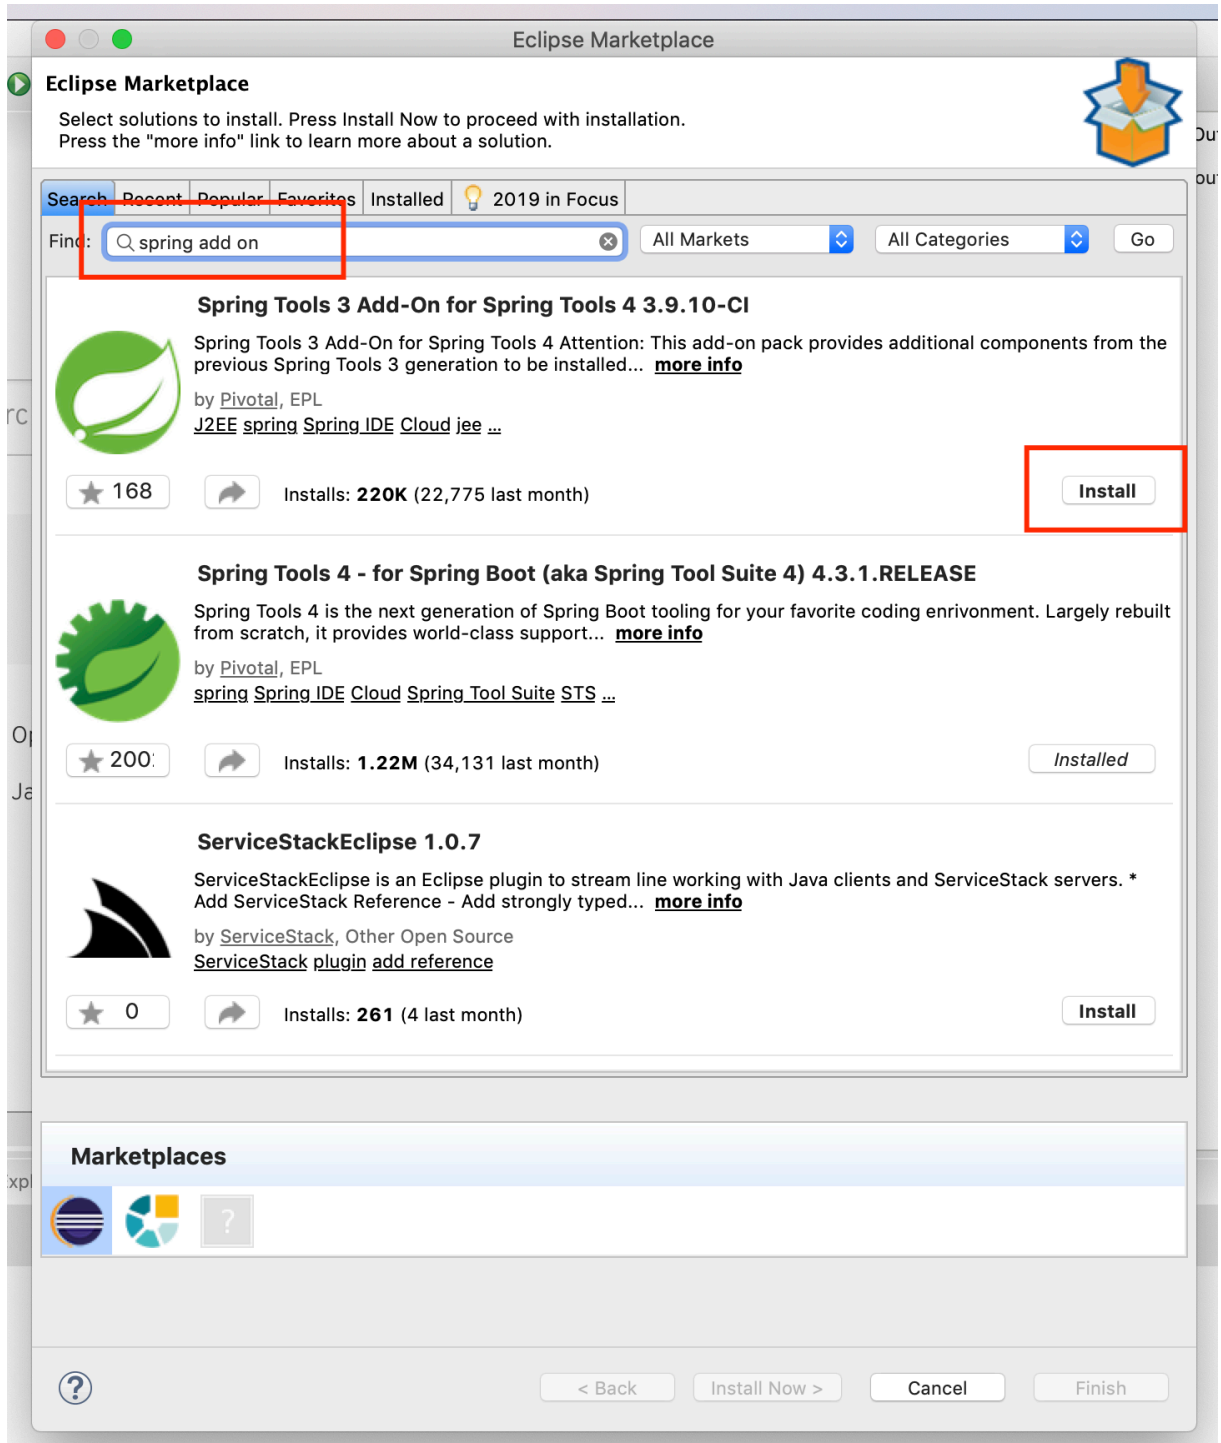 Eclipse Marketplace
Eclipse Marketplace
Select solutions to install. Press Install Now to proceed with installation.
Press the "more info" link to learn more about a solution.
Search Recent Popular Favorites Installed 2019 in Focus
Find: spring add on All Markets All Categories Go
Spring Tools 3 Add-On for Spring Tools 4 3.9.10-CI
Spring Tools 3 Add-On for Spring Tools 4 Attention: This add-on pack provides additional components from the
previous Spring Tools 3 generation to be installed... more info
by Pivotal, EPL
J2EE spring Spring IDE Cloud jee ...
168 Installs: 220K (22,775 last month) Install
Spring Tools 4 - for Spring Boot (aka Spring Tool Suite 4) 4.3.1.RELEASE
Spring Tools 4 is the next generation of Spring Boot tooling for your favorite coding enrivonment. Largely rebuilt
from scratch, it provides world-class support... more info
by Pivotal, EPL
spring Spring IDE Cloud Spring Tool Suite STS ...
Installs: 1.22M (34,131 last month) Installed
ServiceStackEclipse 1.0.7
ServiceStackEclipse is an Eclipse plugin to stream line working with Java clients and ServiceStack servers. *
Add ServiceStack Reference - Add strongly typed... more info
by ServiceStack, Other Open Source
ServiceStack plugin add reference
0 Installs: 261 (4 last month) Install
Marketplaces
?
? < Back Install Now > Cancel Finish